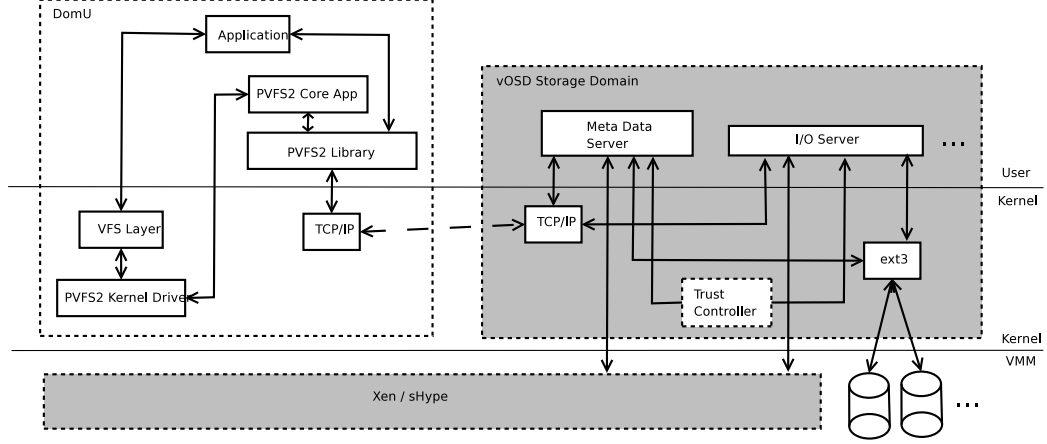 DomU
Application
vOSD Storage Domain
PVFS2 Core App
Meta Data
Server
I/O Server
...
PVFS2 Library
User
Kernel
VFS Layer
TCP/IP
TCP/IP
ext3
PVFS2 Kernel Driver
Trust
Controller
Kernel
VMM
Xen / sHype
...